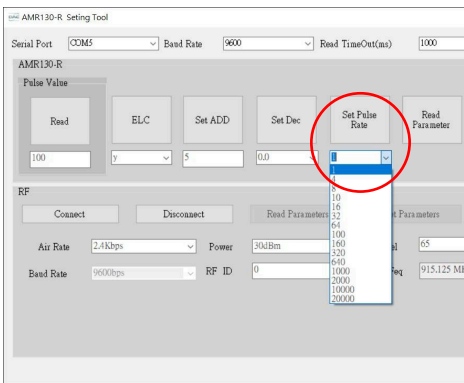 AMR130-R Seting Tool
Serial Port COM5 Baud Rate 9600 Read TimeOut(ms) 1000
AMR130-R
Pulse Value
Read ELC Set ADD Set Dec Set Pulse Rate Read Parameter
100 y 5 0.0 1
1
4
8
10
16
32
64
100
160
320
640
1000
2000
10000
20000
RF
Connect Disconnect Read Parameters Parameters
Air Rate 2.4Kbps Power 30dBm 65
Baud Rate 9600bps RF ID 0 915.125